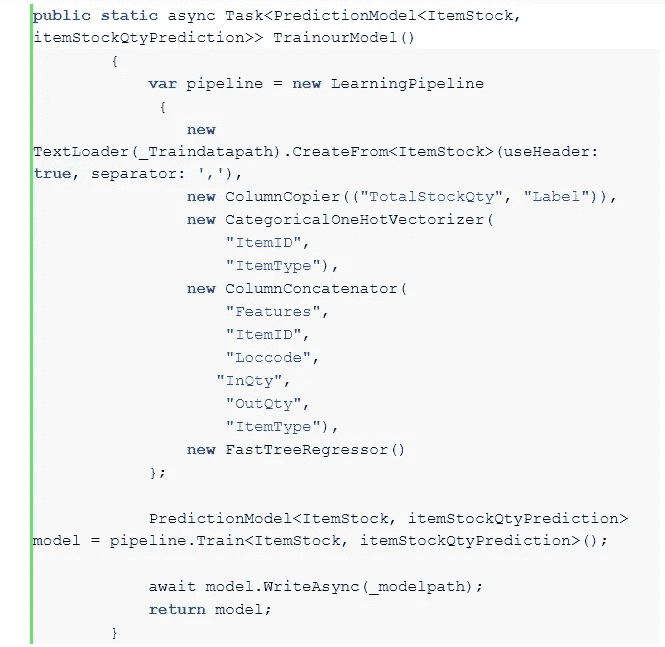 public static async Task<PredictionModel<ItemStock,
itemStockQtyPrediction>> TrainourModel()
{
var pipeline = new LearningPipeline
{
new
TextLoader(_Traindatapath).CreateFrom<ItemStock>(useHeader:
true, separator: ','),
new ColumnCopier(("TotalStockQty", "Label")),
new CategoricalOneHotVectorizer(
"ItemID",
"ItemType"),
new ColumnConcatenator(
"Features",
"ItemID",
"Loccode",
"InQty",
"OutQty",
"ItemType"),
new FastTreeRegressor()
};
PredictionModel<ItemStock, itemStockQtyPrediction>
model = pipeline.Train<ItemStock, itemStockQtyPrediction>();
await model.WriteAsync(_modelpath);
return model;
}